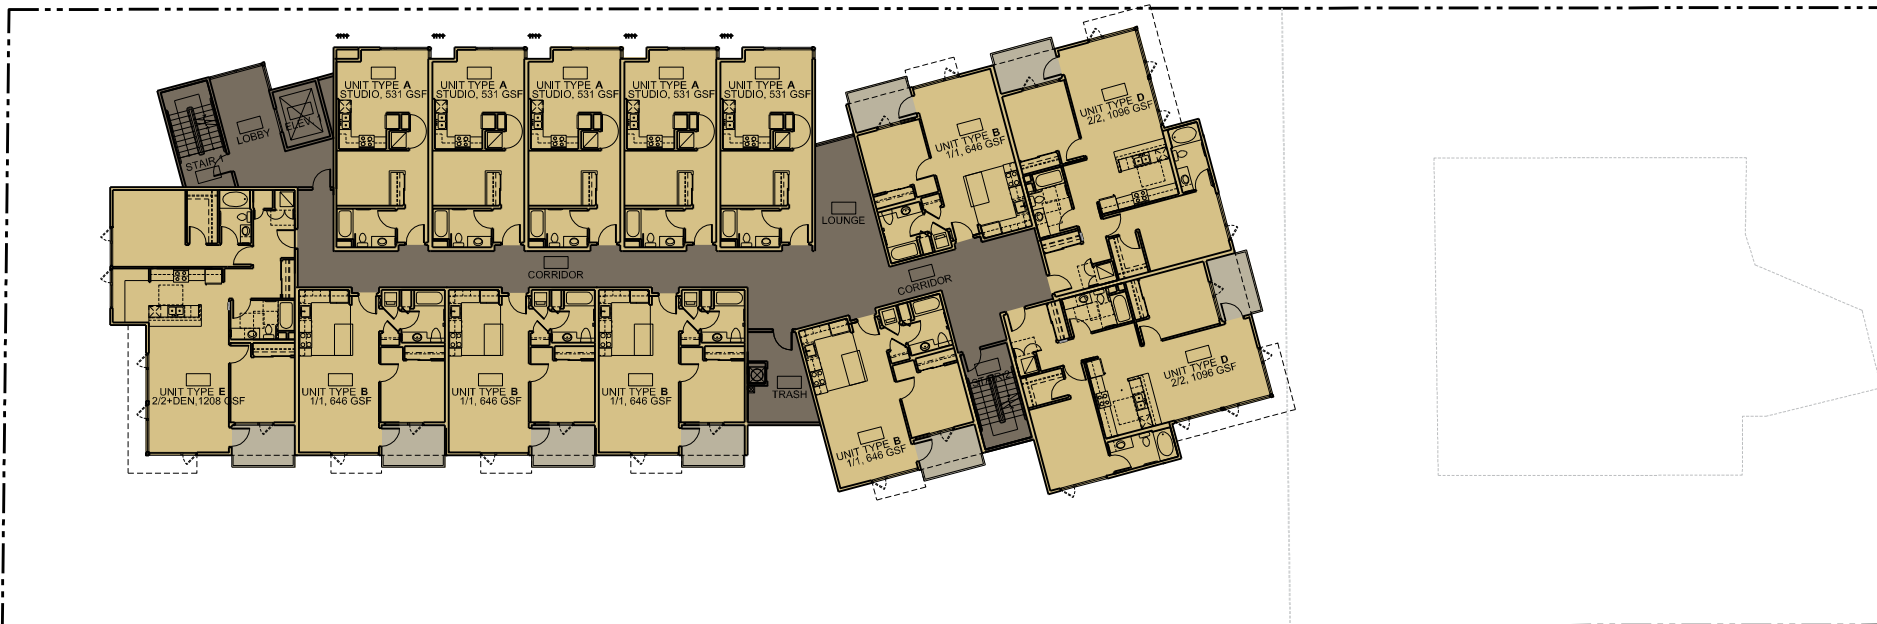 UNIT TYPE A
STUDIO, 531 GSF
UNIT TYPE A
STUDIO, 531 GSF
UNIT TYPE A
STUDIO, 531 GSF
UNIT TYPE A
STUDIO, 531 GSF
UNIT TYPE A
STUDIO, 531 GSF
UNIT TYPE D
2/2, 1096 GSF
ELEV.
LOBBY
STAIR 1
UNIT TYPE B
1/1, 646 GSF
LOUNGE
CORRIDOR
CORRIDOR
UNIT TYPE E
2/2+DEN,1208 GSF
UNIT TYPE B
1/1, 646 GSF
UNIT TYPE B
1/1, 646 GSF
UNIT TYPE B
1/1, 646 GSF
TRASH
STAIR 2
UNIT TYPE D
2/2, 1096 GSF
UNIT TYPE B
1/1, 646 GSF